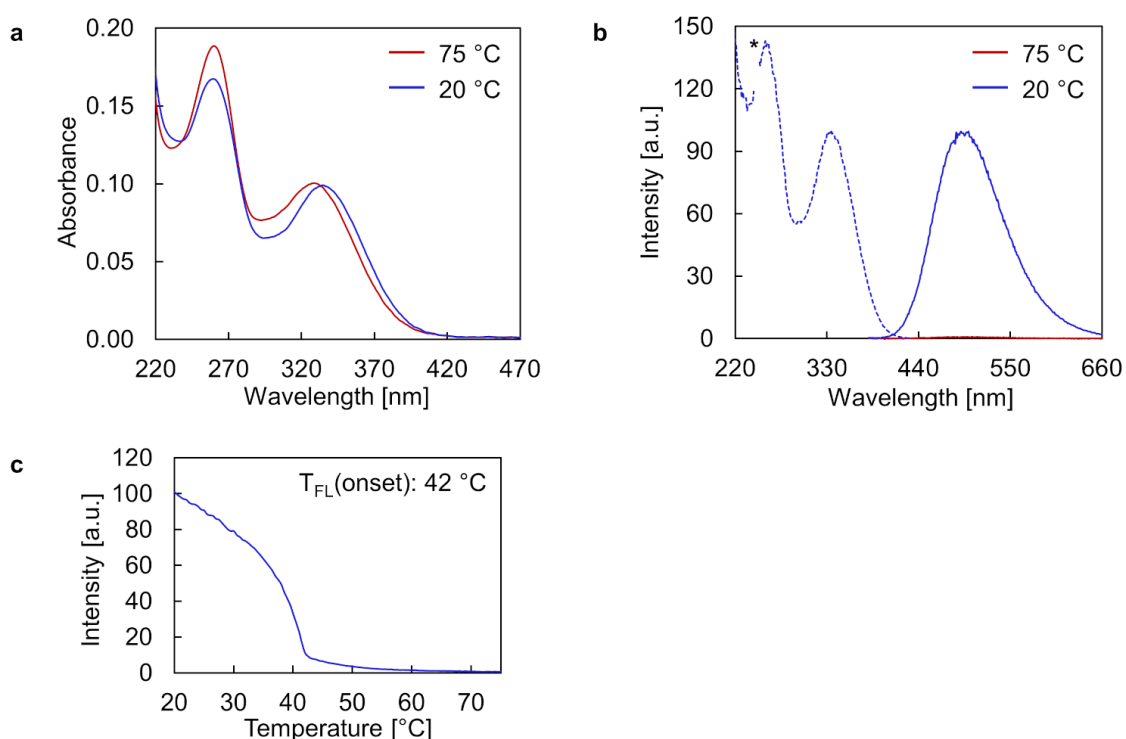 a
0.20
0.15
0.10
0.05
0.00
Absorbance
75 °C
20 °C
220 270 320 370 420 470
Wavelength [nm]
b
150
120
90
60
30
0
Intensity [a.u.]
*
75 °C
20 °C
220 330 440 550 660
Wavelength [nm]
c
120
100
80
60
40
20
0
Intensity [a.u.]
TFL(onset): 42 °C
20 30 40 50 60 70
Temperature [°C]